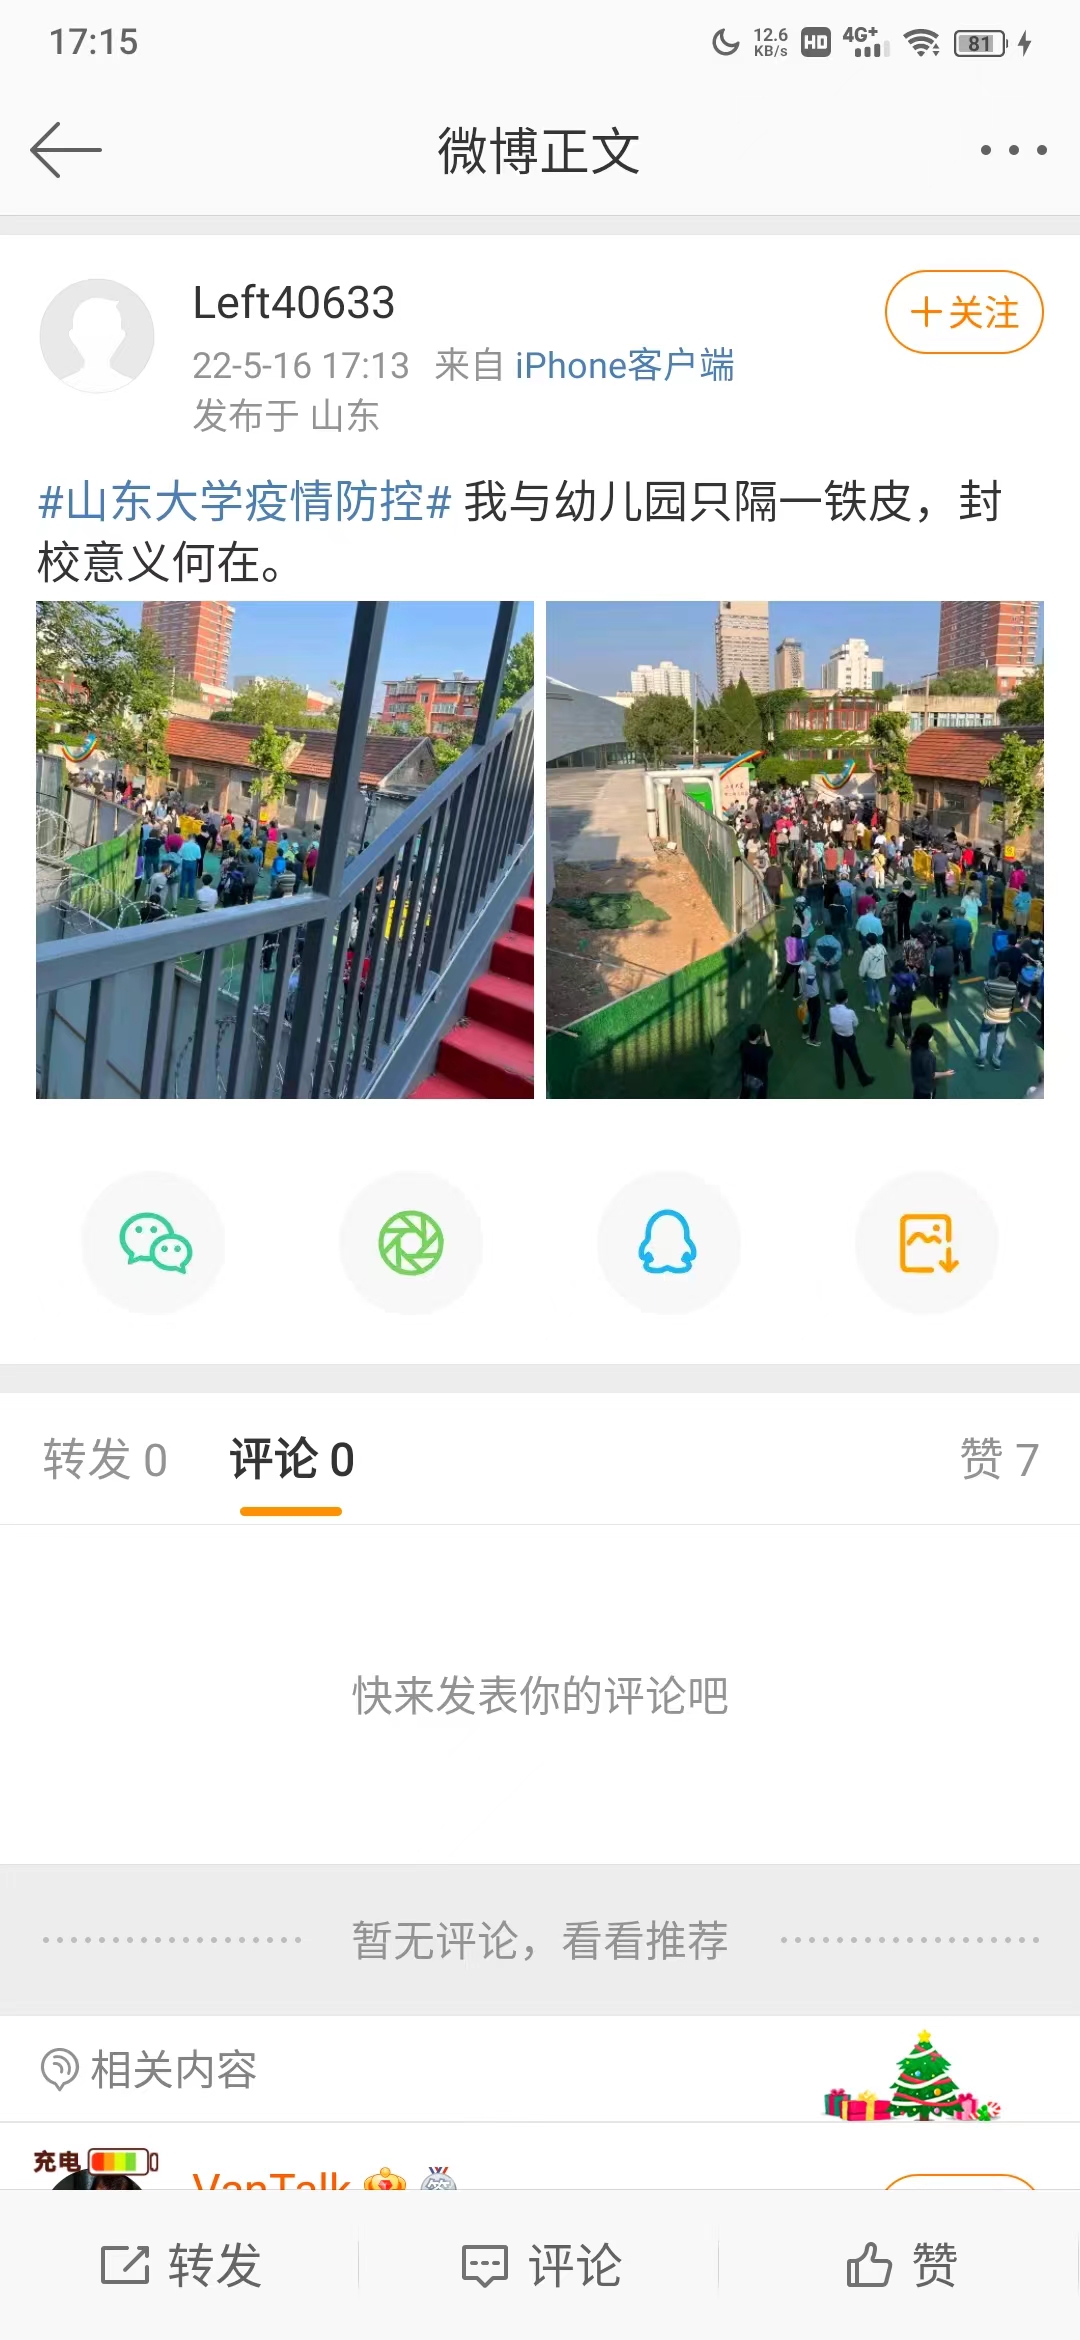 17:15
12.6
KB/s
HD
4G+
81
微博正文
Left40633
+关注
22-5-16 17:13 来自 iPhone客户端
发布于 山东
#山东大学疫情防控# 我与幼儿园只隔一铁皮，封
校意义何在。
转发 0
评论 0
赞 7
快来发表你的评论吧
暂无评论，看看推荐
相关内容
充电
VanTalk
转发
评论
赞